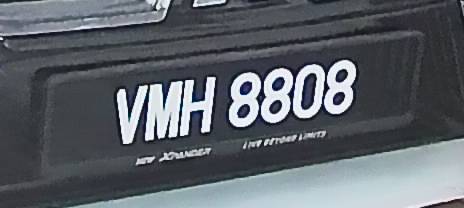 VMH 8808
NEW XPANDER LIVE BEYOND LIMITS